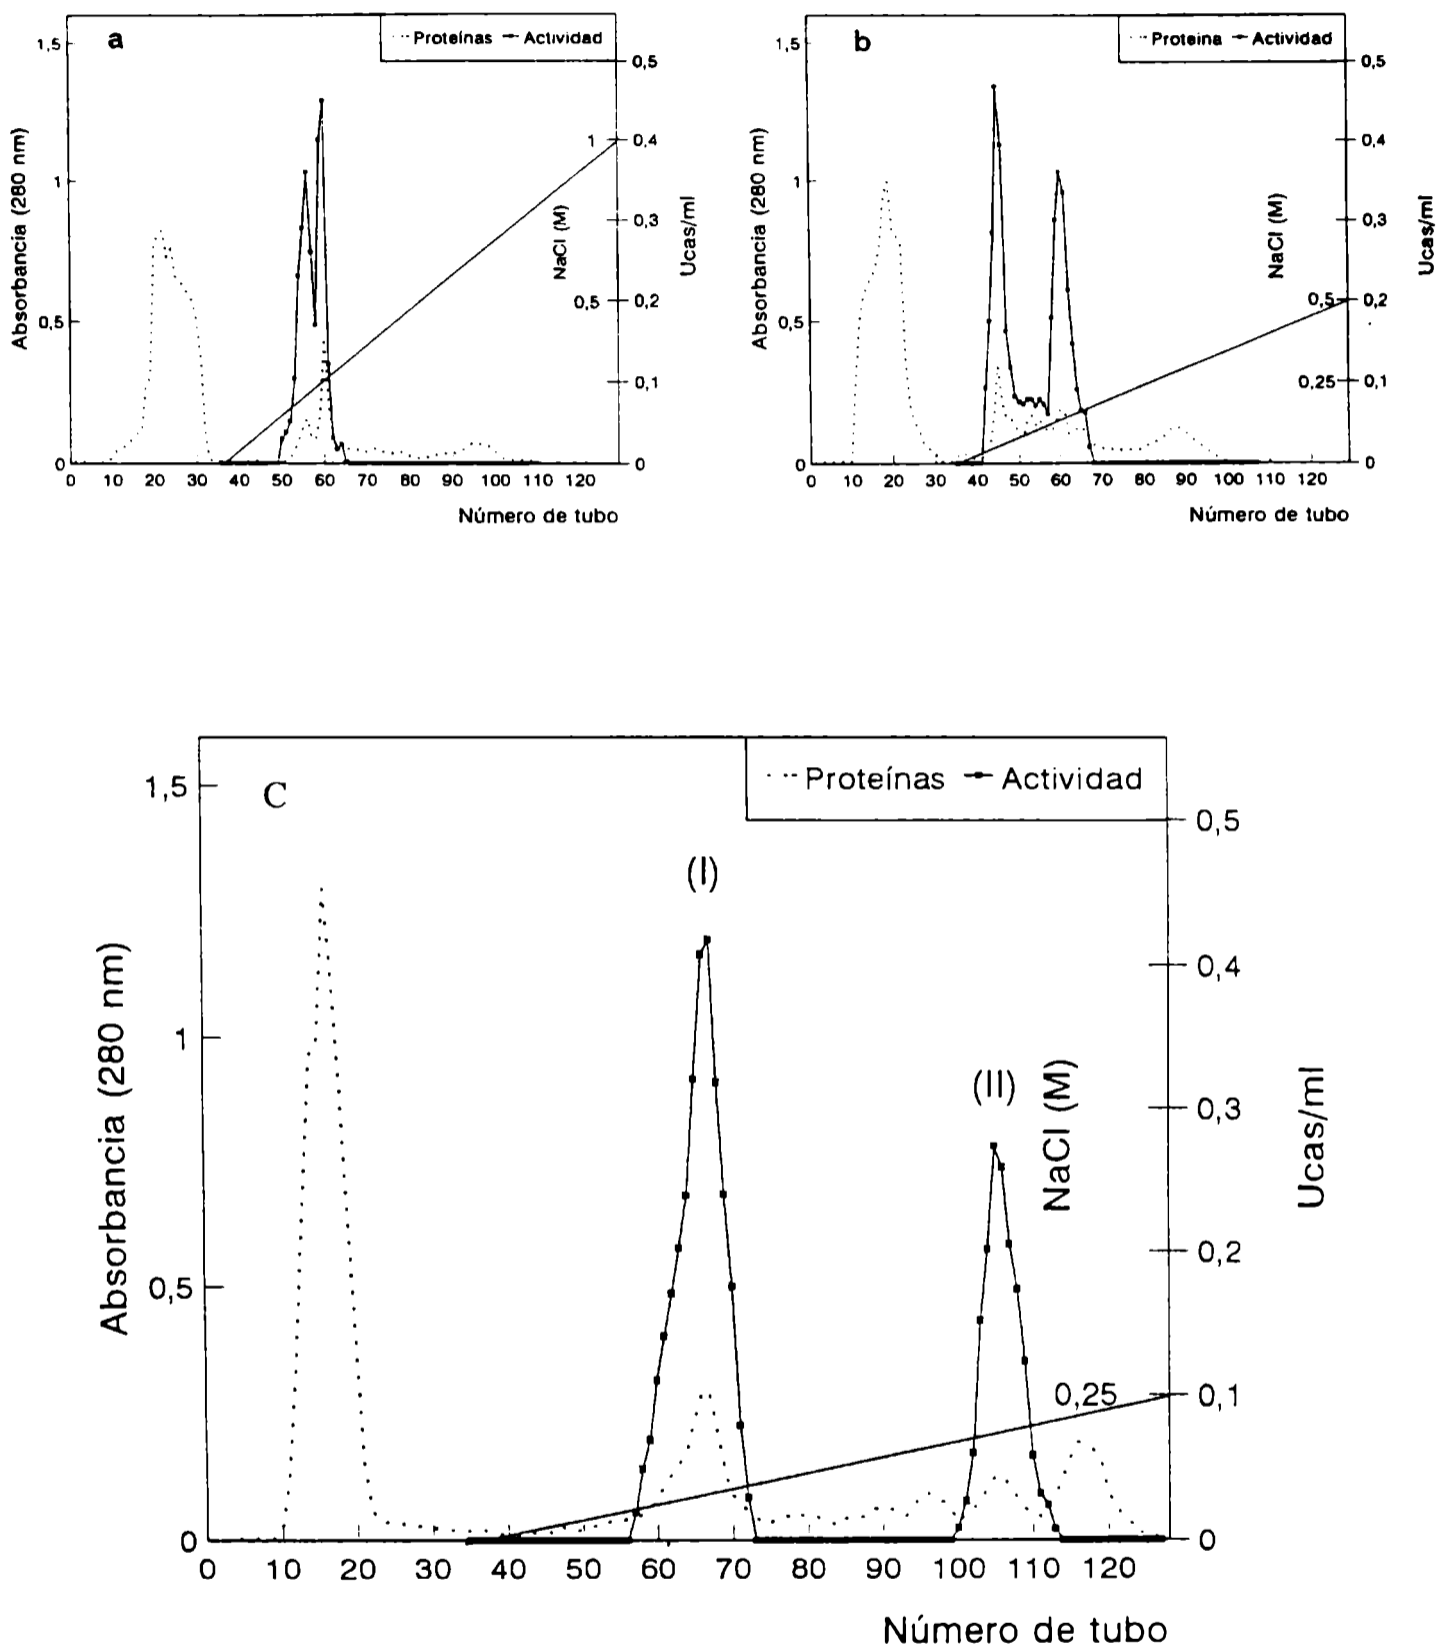 a
Proteínas Actividad
1,5
1
0,5
0
Absorbancia (280 nm)
0 10 20 30 40 50 60 70 80 90 100 110 120
Número de tubo
1
0,5
NaCl (M)
0,5
0,4
0,3
0,2
0,1
0
Ucas/ml
b
Proteina Actividad
1,5
1
0,5
0
Absorbancia (280 nm)
0 10 20 30 40 50 60 70 80 90 100 110 120
Número de tubo
NaCl (M)
0,5
0,25
0,5
0,4
0,3
0,2
0,1
0
Ucas/ml
C
Proteínas Actividad
1,5
1
0,5
0
Absorbancia (280 nm)
(I)
(II)
NaCl (M)
0,25
0,5
0,4
0,3
0,2
0,1
0
Ucas/ml
0 10 20 30 40 50 60 70 80 90 100 110 120
Número de tubo